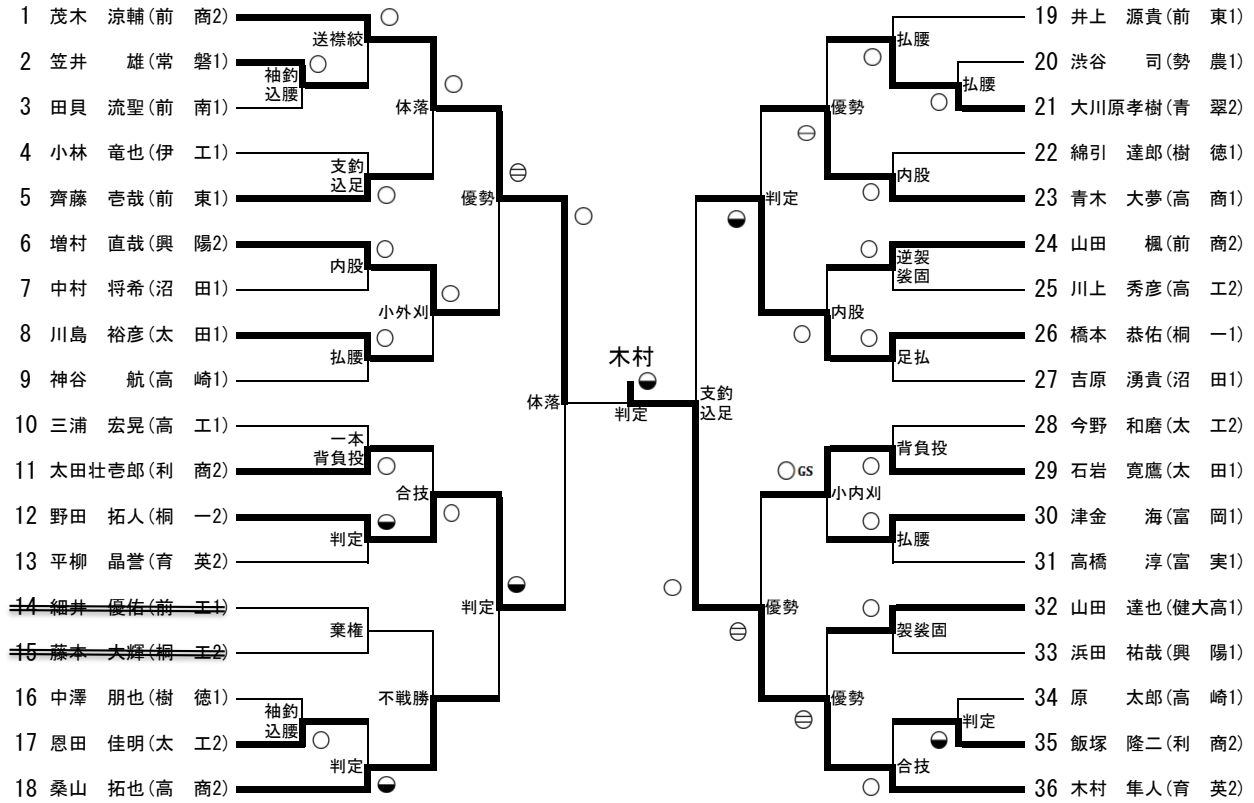 1 茂木 涼輔(前 商2)
送襟絞
2 笠井 雄(常 磐1)
袖釣
込腰
3 田貝 流聖(前 南1)
体落
4 小林 竜也(伊 工1)
支釣
込足
5 齊藤 壱哉(前 東1)
優勢
6 増村 直哉(興 陽2)
内股
7 中村 将希(沼 田1)
小外刈
8 川島 裕彦(太 田1)
払腰
9 神谷 航(高 崎1)
体落
10 三浦 宏晃(高 工1)
一本
背負投
11 太田壮壱郎(利 商2)
合技
12 野田 拓人(桐 一2)
判定
13 平柳 晶誉(育 英2)
判定
14 細井 優佑(前 工1)
棄権
15 藤本 大輝(桐 工2)
不戦勝
16 中澤 朋也(樹 徳1)
袖釣
込腰
17 恩田 佳明(太 工2)
判定
18 桑山 拓也(高 商2)
木村
判定
19 井上 源貴(前 東1)
払腰
20 渋谷 司(勢 農1)
払腰
21 大川原孝樹(青 翠2)
優勢
22 綿引 達郎(樹 徳1)
内股
23 青木 大夢(高 商1)
判定
24 山田 楓(前 商2)
逆袈
裟固
25 川上 秀彦(高 工2)
内股
26 橋本 恭佑(桐 一1)
足払
27 吉原 湧貴(沼 田1)
支釣
込足
28 今野 和磨(太 工2)
背負投
29 石岩 寛鷹(太 田1)
GS
小内刈
30 津金 海(富 岡1)
払腰
31 高橋 淳(富 実1)
優勢
32 山田 達也(健大高1)
袈裟固
33 浜田 祐哉(興 陽1)
優勢
34 原 太郎(高 崎1)
判定
35 飯塚 隆二(利 商2)
合技
36 木村 隼人(育 英2)